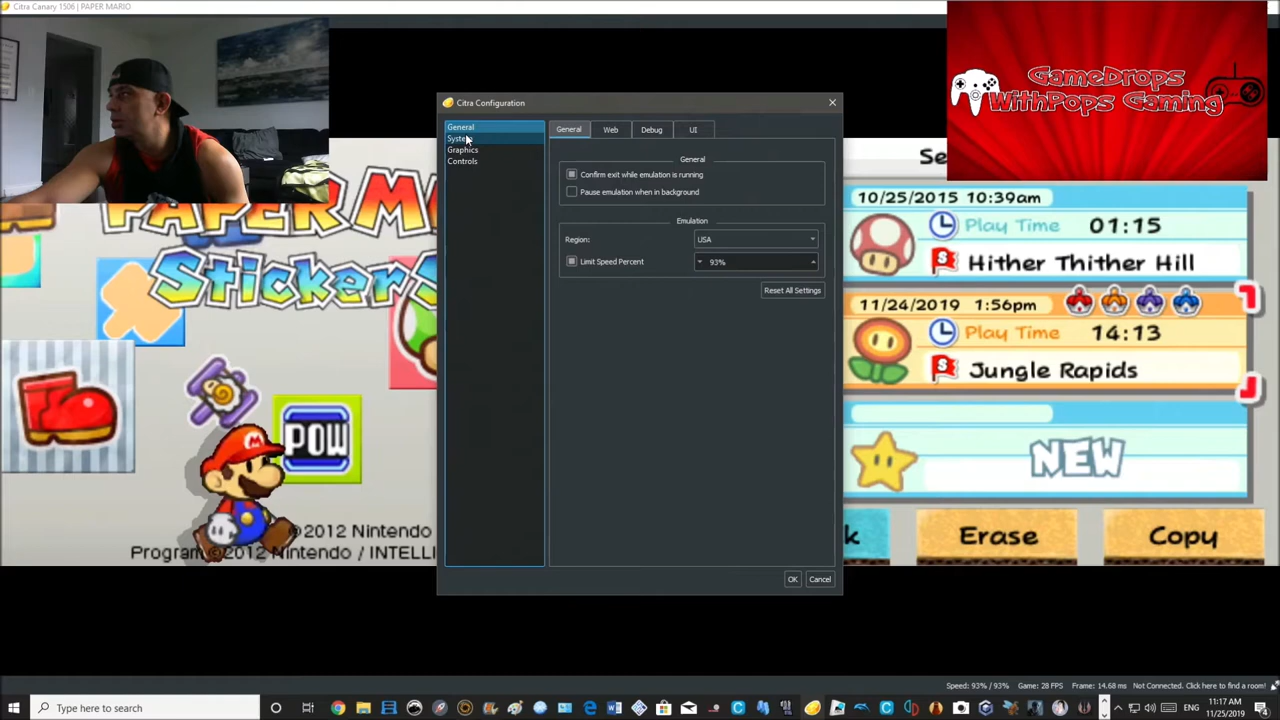 Citra Canary 1506 | PAPER MARIO
GameDrops
WithPops Gaming
Citra Configuration
General
System
Graphics
Controls
General
Web
Debug
UI
General
Confirm exit while emulation is running
Pause emulation when in background
Emulation
Region:
USA
Limit Speed Percent
93%
Reset All Settings
OK
Cancel
PAPER M
Sticker S
POW
©2012 Nintendo
Program ©2012 Nintendo / INTELLI
Se
10/25/2015 10:39am
Play Time 01:15
S
Hither Thither Hill
11/24/2019 1:56pm
Play Time 14:13
S
Jungle Rapids
NEW
k
Erase
Copy
Speed: 93% / 93%
Game: 28 FPS
Frame: 14.68 ms
Not Connected. Click here to find a room!
Type here to search
ENG
11:17 AM
11/25/2019